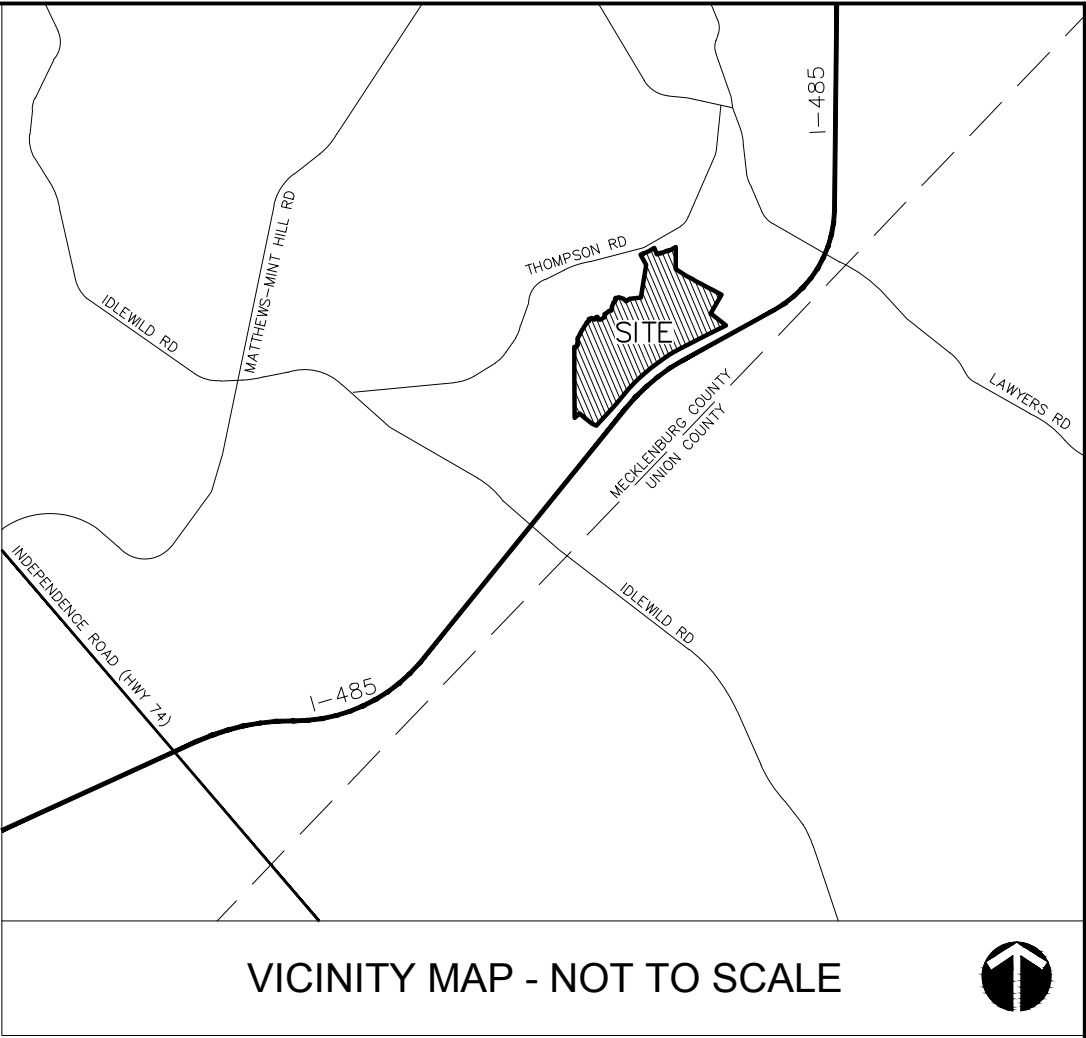 I-485
MATTHEWS-MINT HILL RD
THOMPSON RD
IDLEWILD RD
SITE
LAWYERS RD
MECKLENBURG COUNTY
UNION COUNTY
INDEPENDENCE ROAD (HWY 74)
IDLEWILD RD
I-485
VICINITY MAP - NOT TO SCALE